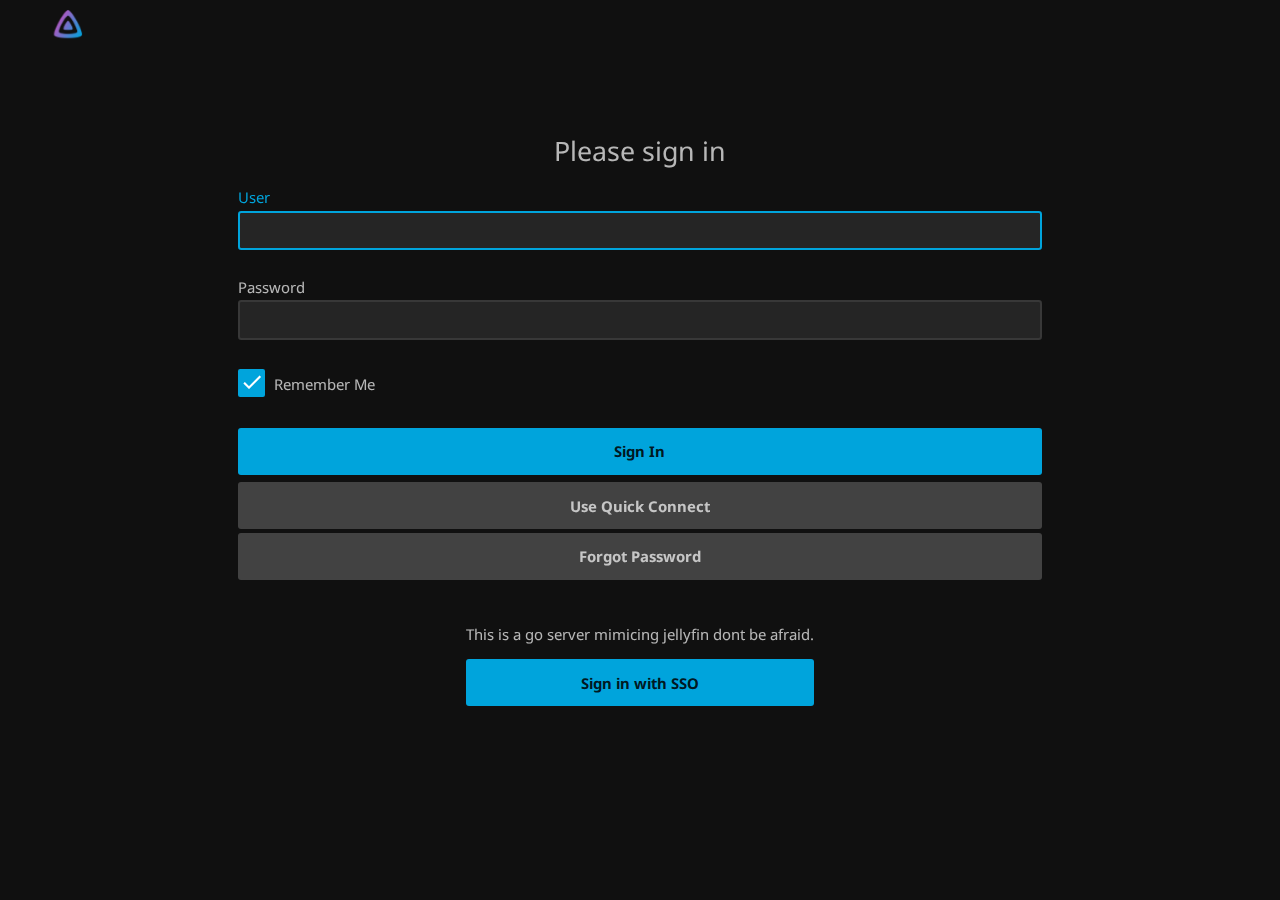 Please sign in
User
Password
Remember Me
Sign In
Use Quick Connect
Forgot Password
This is a go server mimicing jellyfin dont be afraid.
Sign in with SSO